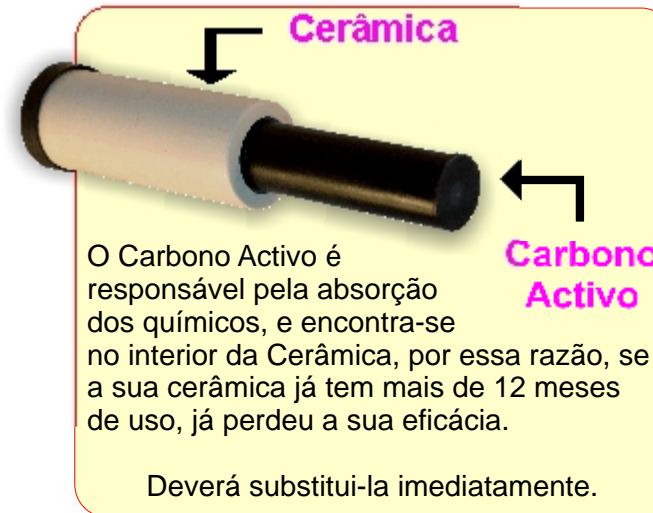 Cerâmica
Carbono
Activo
O Carbono Activo é
responsável pela absorção
dos químicos, e encontra-se
no interior da Cerâmica, por essa razão, se
a sua cerâmica já tem mais de 12 meses
de uso, já perdeu a sua eficácia.
Deverá substitui-la imediatamente.